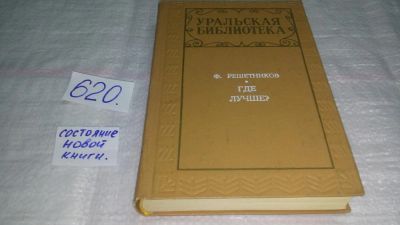 УРАЛЬСКАЯ
БИБЛИОТЕКА
Ф. РЕШЕТНИКОВ
ГДЕ
ЛУЧШЕ?
620.
СОСТОЯНИЕ
НОВОЙ
КНИГИ.